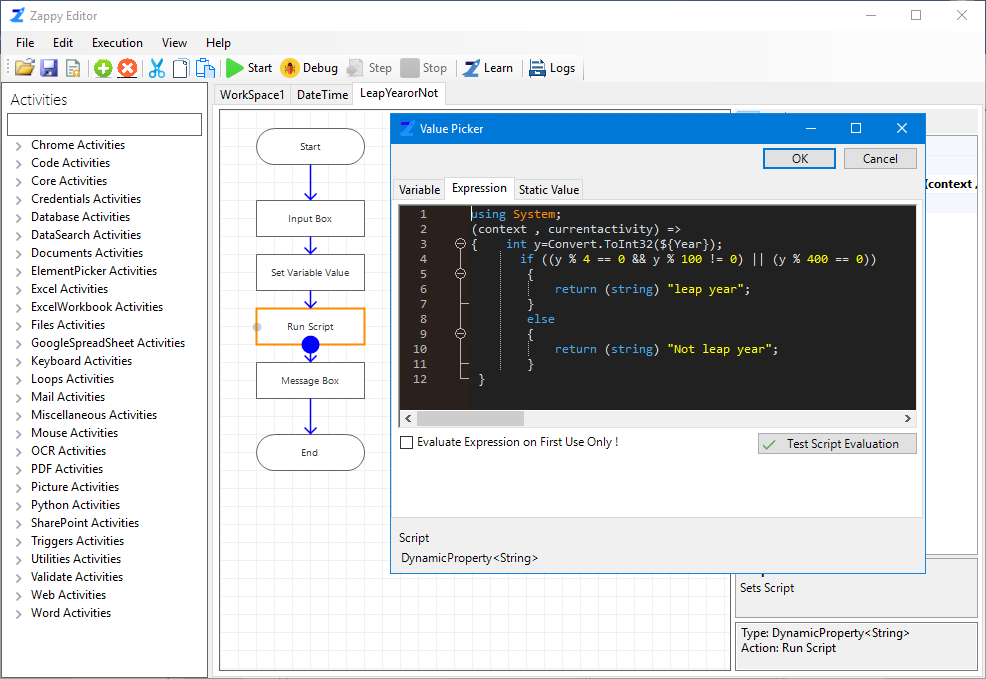 Zappy Editor
File Edit Execution View Help
Start Debug Step Stop Learn Logs
Activities
Chrome Activities
Code Activities
Core Activities
Credentials Activities
Database Activities
DataSearch Activities
Documents Activities
ElementPicker Activities
Excel Activities
ExcelWorkbook Activities
Files Activities
GoogleSpreadSheet Activities
Keyboard Activities
Loops Activities
Mail Activities
Miscellaneous Activities
Mouse Activities
OCR Activities
PDF Activities
Picture Activities
Python Activities
SharePoint Activities
Triggers Activities
Utilities Activities
Validate Activities
Web Activities
Word Activities
WorkSpace1 DateTime LeapYearorNot
Start
Input Box
Set Variable Value
Run Script
Message Box
End
Value Picker
OK Cancel
Variable Expression Static Value
1 using System;
2 (context , currentactivity) =>
3 { int y=Convert.ToInt32(${Year});
4 if ((y % 4 == 0 && y % 100 != 0) || (y % 400 == 0))
5 {
6 return (string) "leap year";
7 }
8 else
9 {
10 return (string) "Not leap year";
11 }
12 }
Evaluate Expression on First Use Only !
Test Script Evaluation
Script
DynamicProperty<String>
(context ,
Sets Script
Type: DynamicProperty<String>
Action: Run Script